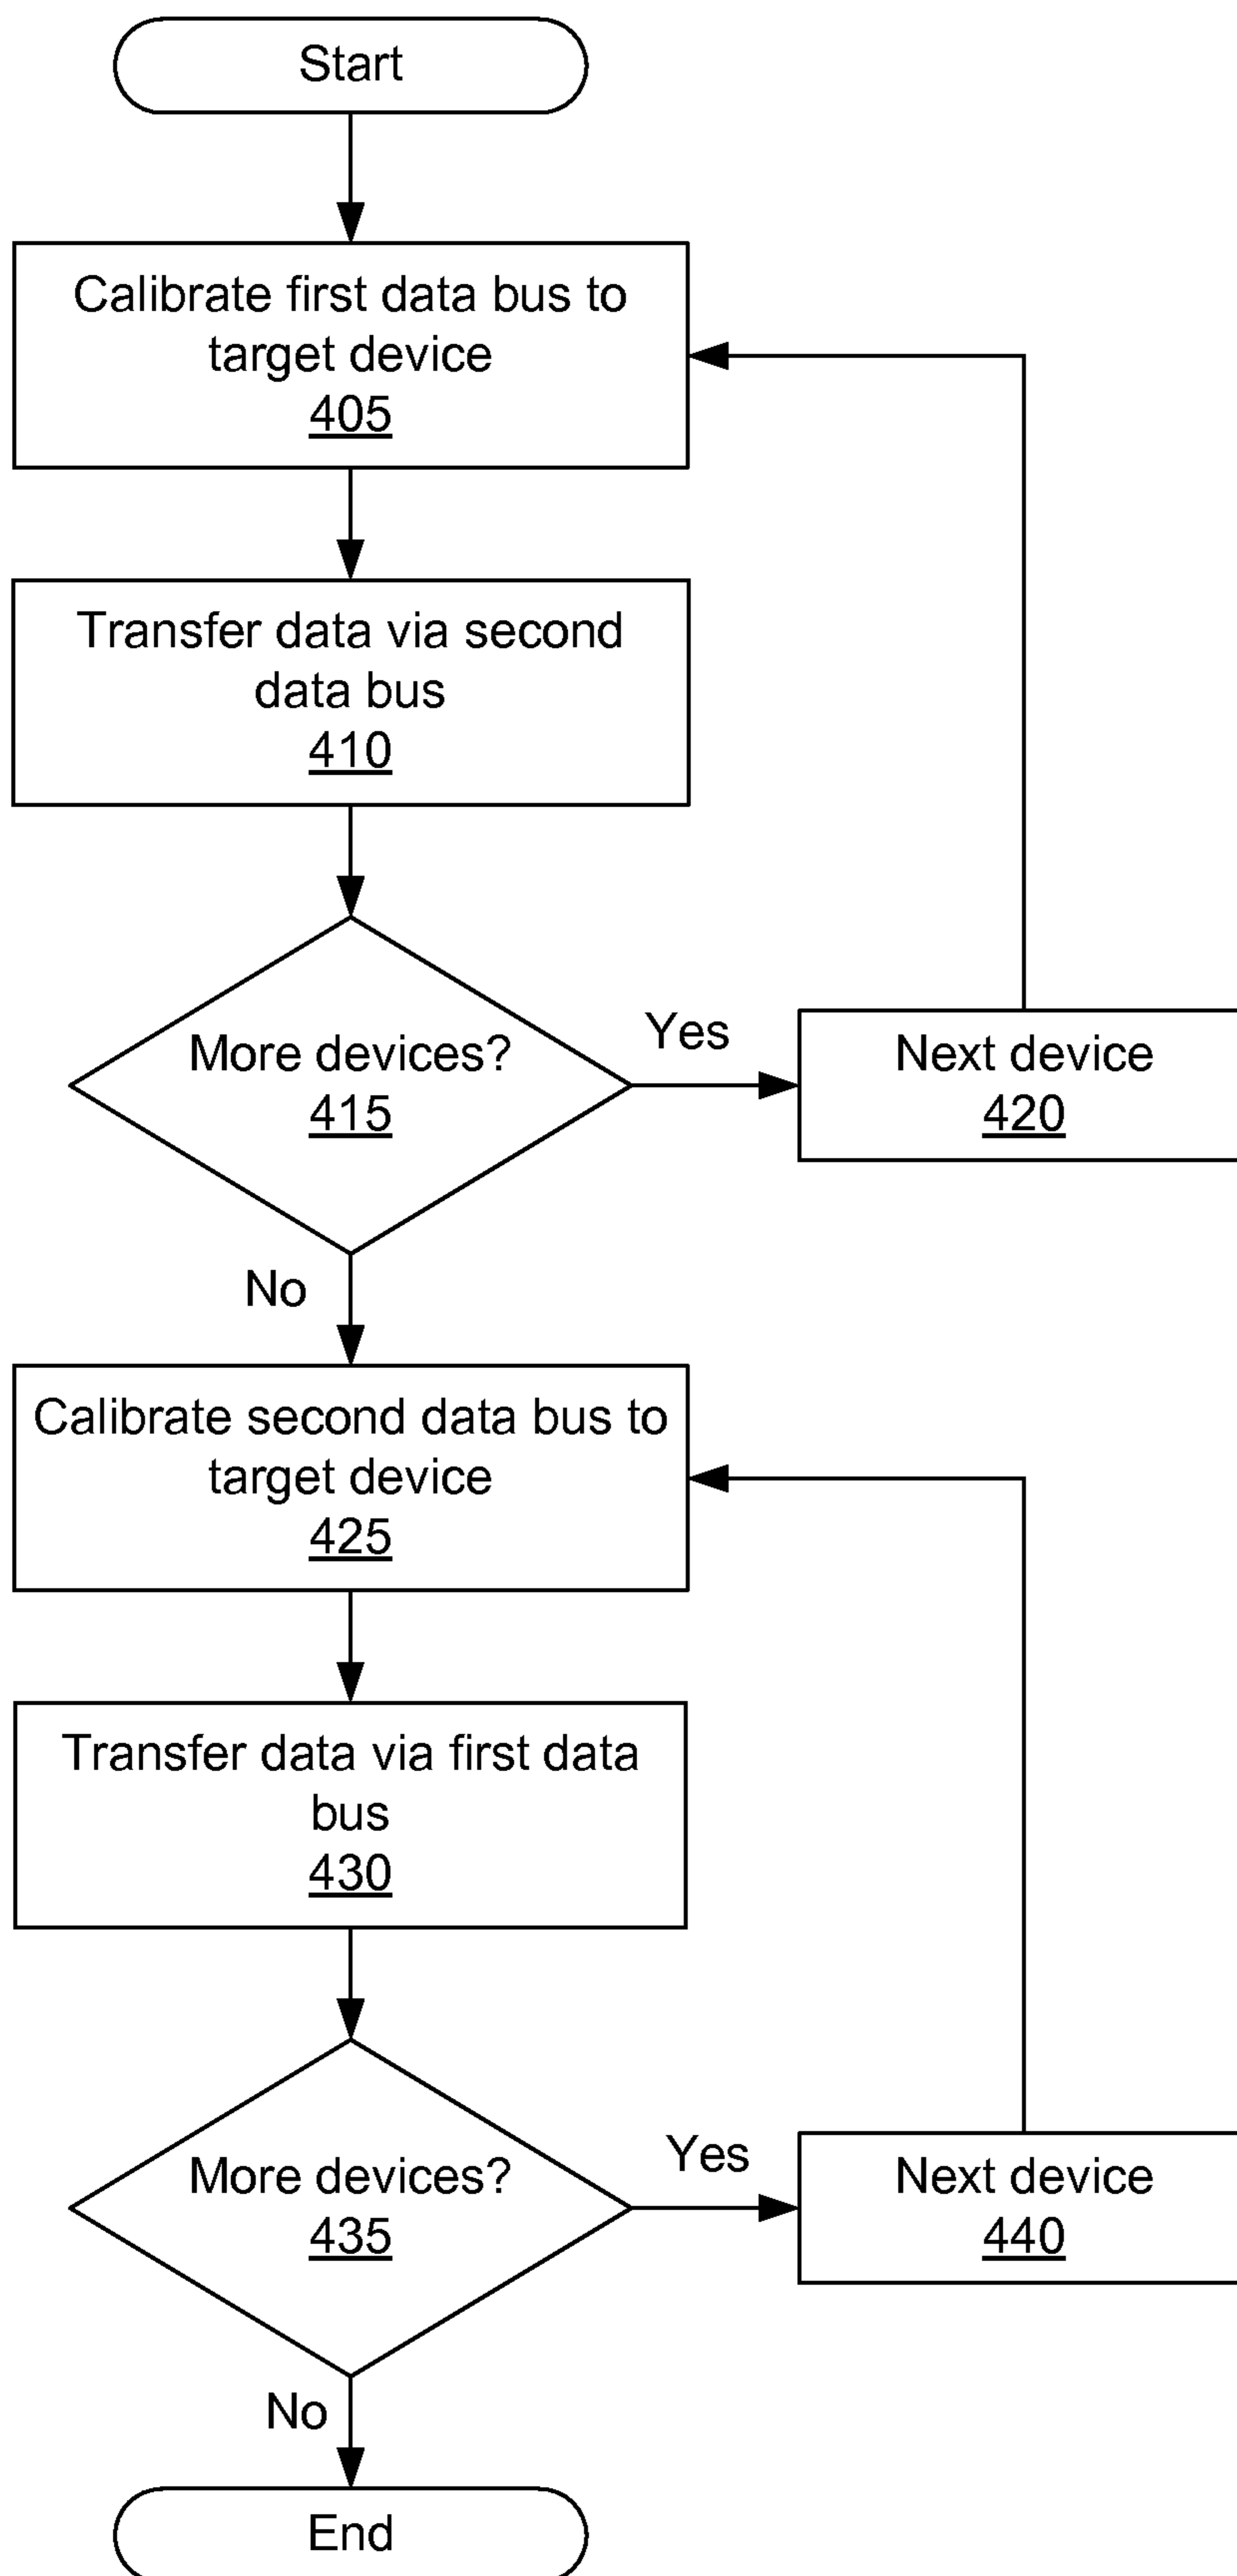 Start
Calibrate first data bus to
target device
405
Transfer data via second
data bus
410
More devices?
415
Yes
Next device
420
No
Calibrate second data bus to
target device
425
Transfer data via first data
bus
430
More devices?
435
Yes
Next device
440
No
End